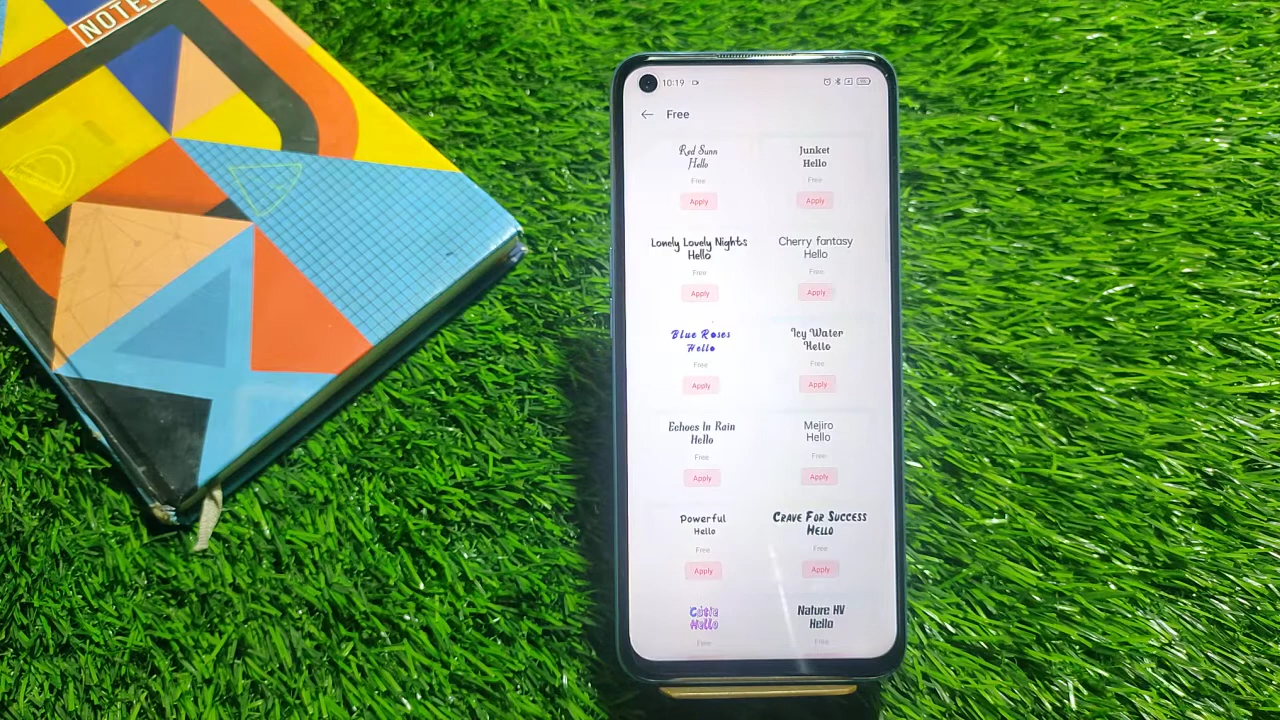 NOTEB
10:19
Free
Red Sunn
Hello
Free
Apply
Junket
Hello
Free
Apply
Lonely Lovely Nights
Hello
Free
Apply
Cherry fantasy
Hello
Free
Apply
Blue Roses
Hello
Free
Apply
Icy Water
Hello
Free
Apply
Echoes In Rain
Hello
Free
Apply
Mejiro
Hello
Free
Apply
Powerful
Hello
Free
Apply
CRAVE FOR SUCCESS
HELLO
Free
Apply
Cutie
Hello
Free
Nature HV
Hello
Free